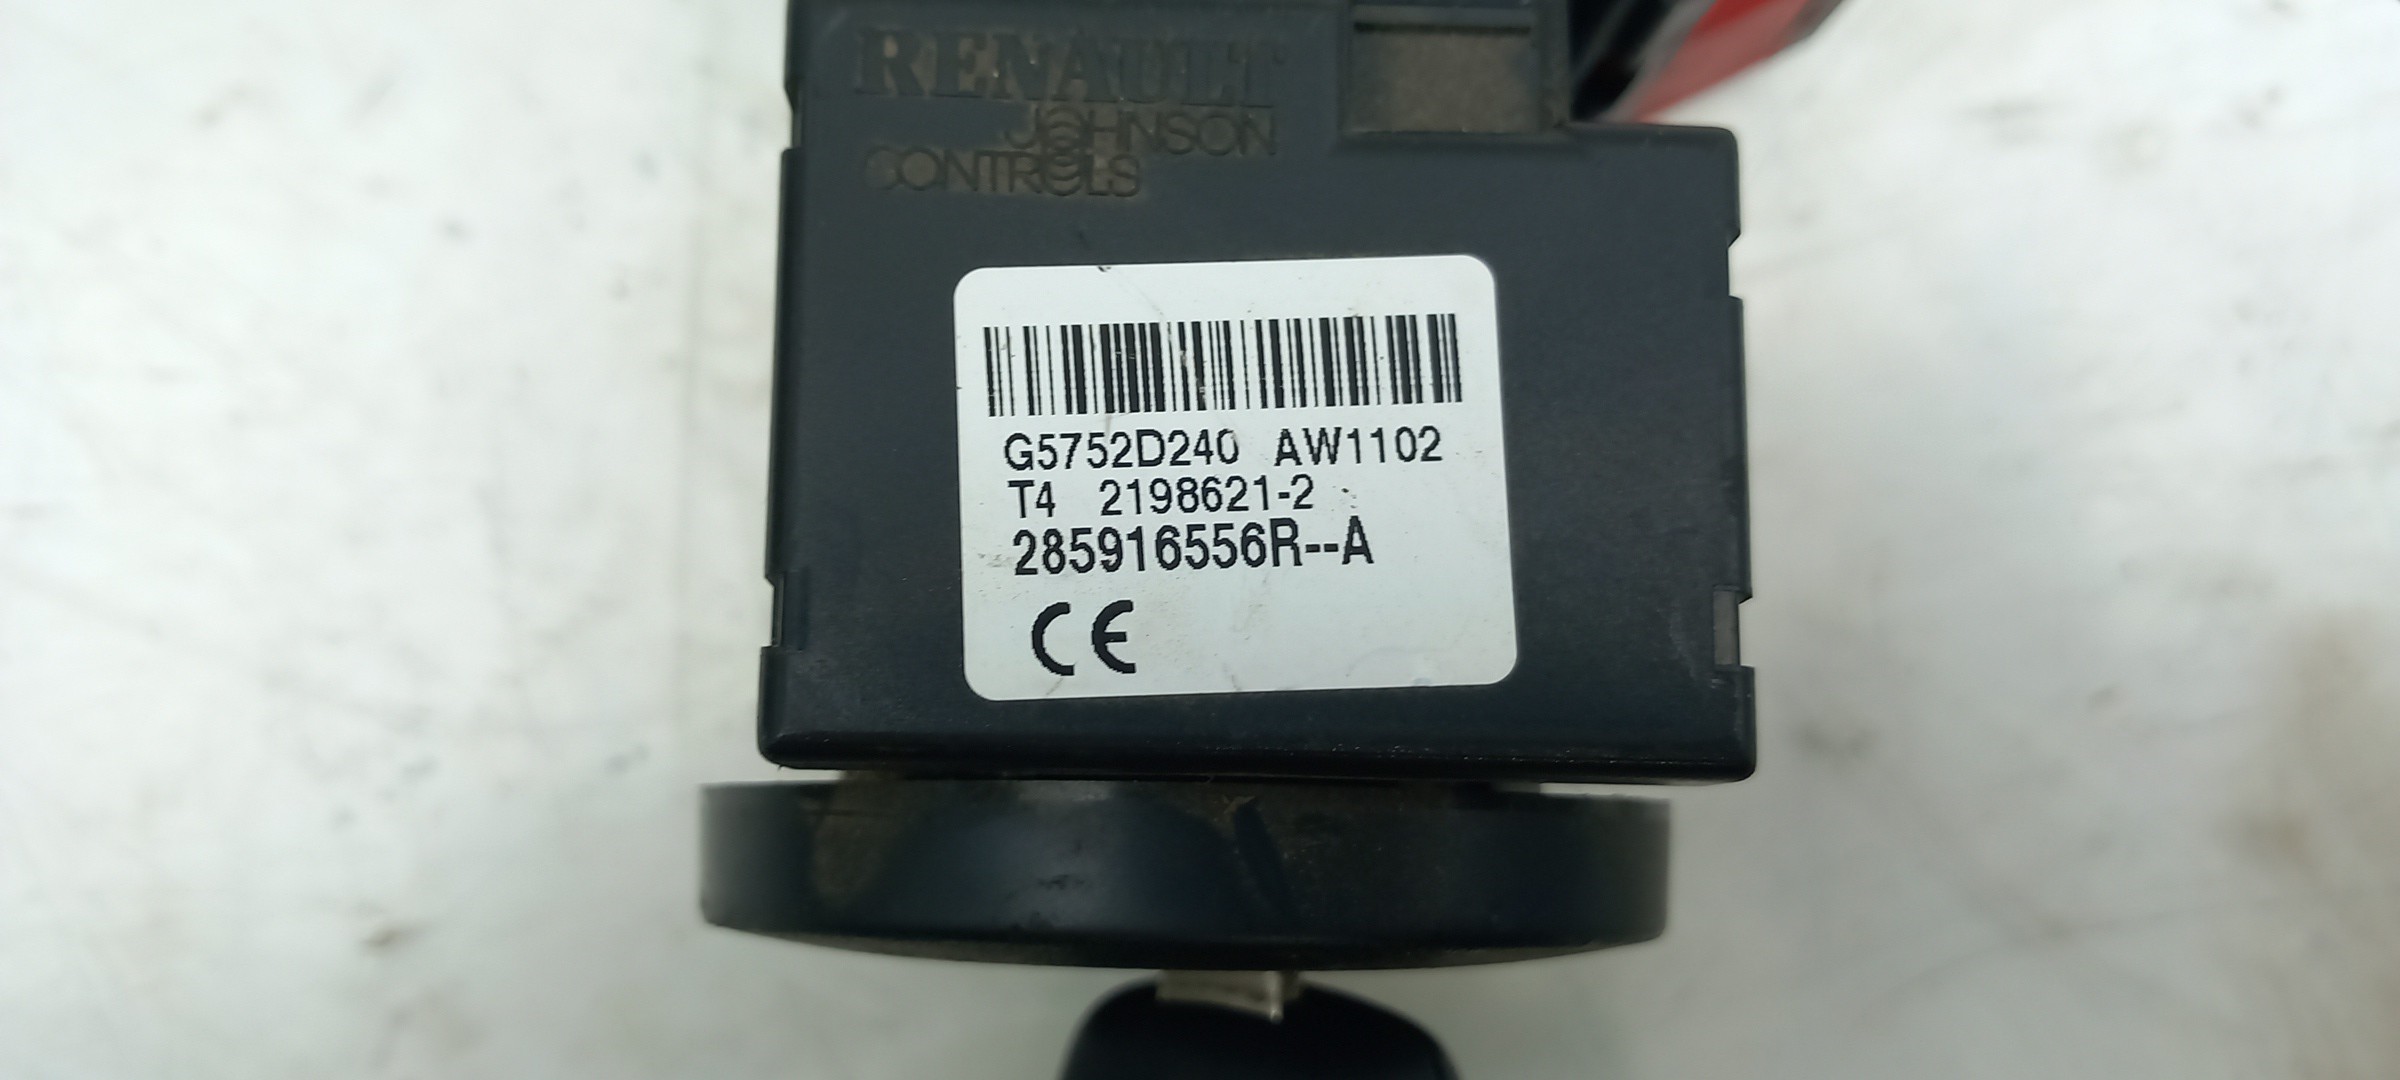 RENAULT
JOHNSON
CONTROLS
G5752D240 AW1102
T4 2198621-2
285916556R--A
CE